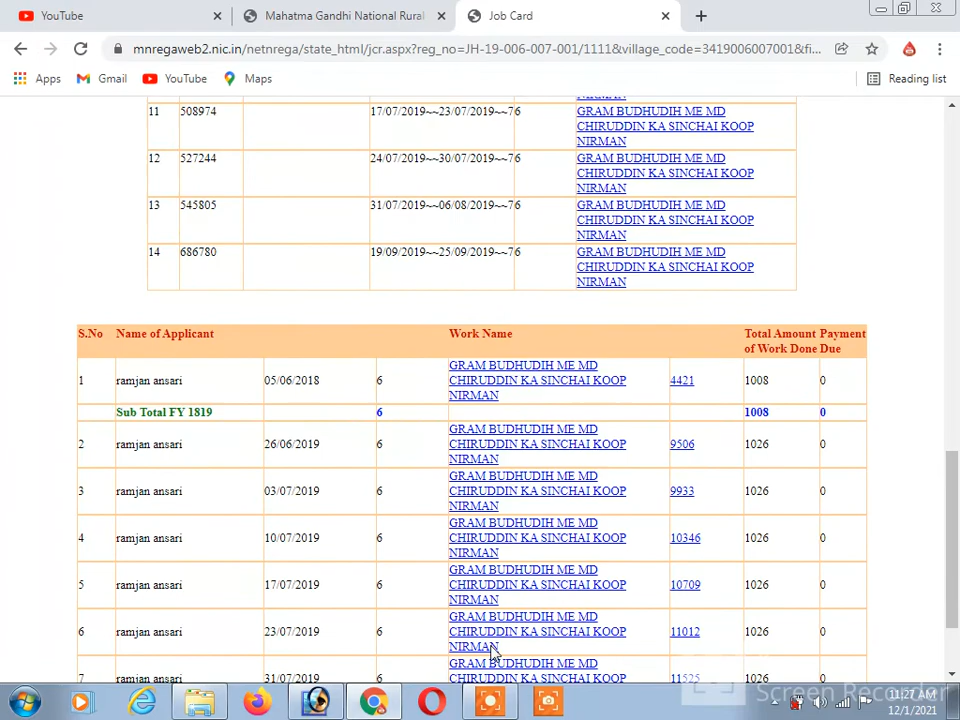 YouTube
Mahatma Gandhi National Rural
Job Card
mnregaweb2.nic.in/netnrega/state_html/jcr.aspx?reg_no=JH-19-006-007-001/1111&village_code=3419006007001&fi...
Apps Gmail YouTube Maps Reading list
NIRMAN
11 508974 17/07/2019~~23/07/2019~~76 GRAM BUDHUDIH ME MD
CHIRUDDIN KA SINCHAI KOOP
NIRMAN
12 527244 24/07/2019~~30/07/2019~~76 GRAM BUDHUDIH ME MD
CHIRUDDIN KA SINCHAI KOOP
NIRMAN
13 545805 31/07/2019~~06/08/2019~~76 GRAM BUDHUDIH ME MD
CHIRUDDIN KA SINCHAI KOOP
NIRMAN
14 686780 19/09/2019~~25/09/2019~~76 GRAM BUDHUDIH ME MD
CHIRUDDIN KA SINCHAI KOOP
NIRMAN
S.No Name of Applicant Work Name Total Amount Payment
of Work Done Due
GRAM BUDHUDIH ME MD
1 ramjan ansari 05/06/2018 6 CHIRUDDIN KA SINCHAI KOOP 4421 1008 0
NIRMAN
Sub Total FY 1819 6 1008 0
GRAM BUDHUDIH ME MD
2 ramjan ansari 26/06/2019 6 CHIRUDDIN KA SINCHAI KOOP 9506 1026 0
NIRMAN
GRAM BUDHUDIH ME MD
3 ramjan ansari 03/07/2019 6 CHIRUDDIN KA SINCHAI KOOP 9933 1026 0
NIRMAN
GRAM BUDHUDIH ME MD
4 ramjan ansari 10/07/2019 6 CHIRUDDIN KA SINCHAI KOOP 10346 1026 0
NIRMAN
GRAM BUDHUDIH ME MD
5 ramjan ansari 17/07/2019 6 CHIRUDDIN KA SINCHAI KOOP 10709 1026 0
NIRMAN
GRAM BUDHUDIH ME MD
6 ramjan ansari 23/07/2019 6 CHIRUDDIN KA SINCHAI KOOP 11012 1026 0
NIRMAN
GRAM BUDHUDIH ME MD
7 ramjan ansari 31/07/2019 6 CHIRUDDIN KA SINCHAI KOOP 11525 1026 0
Screen Recorder
11:27 AM
12/1/2021